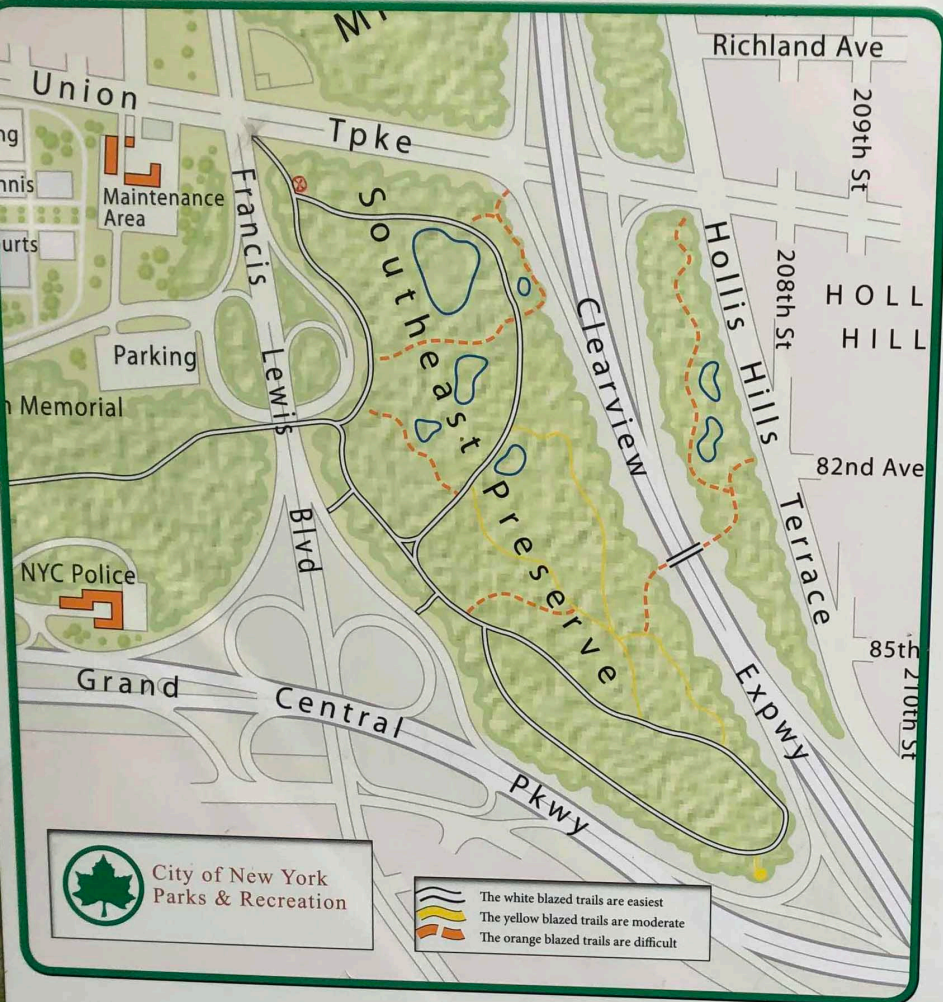 Richland Ave
Union
Tpke
209th St
Maintenance
Area
Francis
Lewis
Blvd
Southeast
Preserve
Hollis Hills
Terrace
208th St
HOLL
HILL
Clearview
Expwy
Parking
Memorial
82nd Ave
NYC Police
85th
210th St
Grand
Central
Pkwy
City of New York
Parks & Recreation
The white blazed trails are easiest
The yellow blazed trails are moderate
The orange blazed trails are difficult